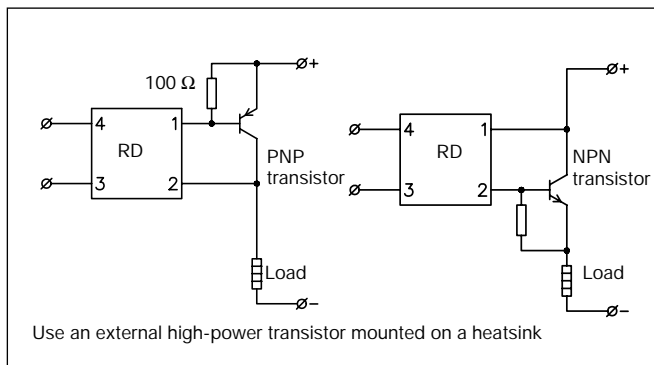 100 Ω
+
4
1
RD
3
2
PNP
transistor
Load
−
+
4
1
RD
3
2
NPN
transistor
Load
−
Use an external high-power transistor mounted on a heatsink